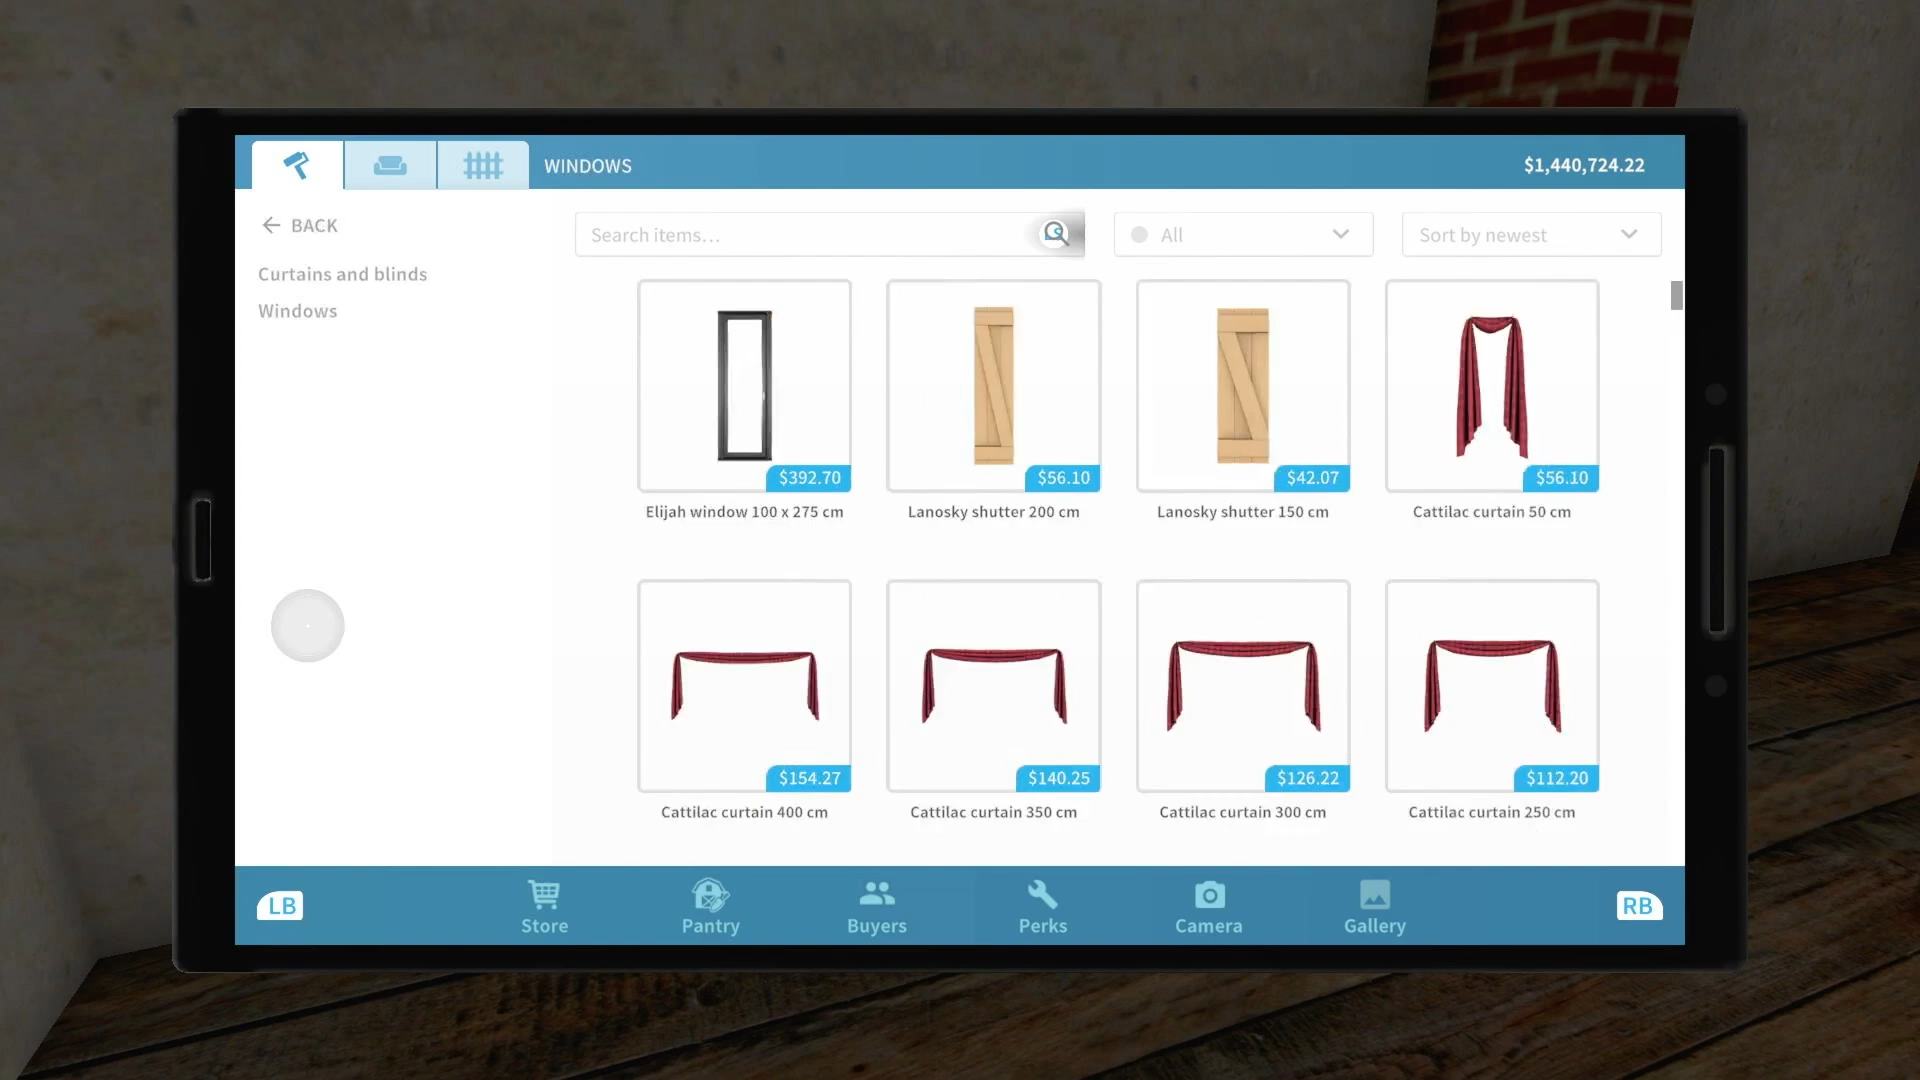 WINDOWS
$1,440,724.22
BACK
Search items...
All
Sort by newest
Curtains and blinds
Windows
$392.70
$56.10
$42.07
$56.10
Elijah window 100 x 275 cm
Lanosky shutter 200 cm
Lanosky shutter 150 cm
Cattilac curtain 50 cm
$154.27
$140.25
$126.22
$112.20
Cattilac curtain 400 cm
Cattilac curtain 350 cm
Cattilac curtain 300 cm
Cattilac curtain 250 cm
LB
Store
Pantry
Buyers
Perks
Camera
Gallery
RB